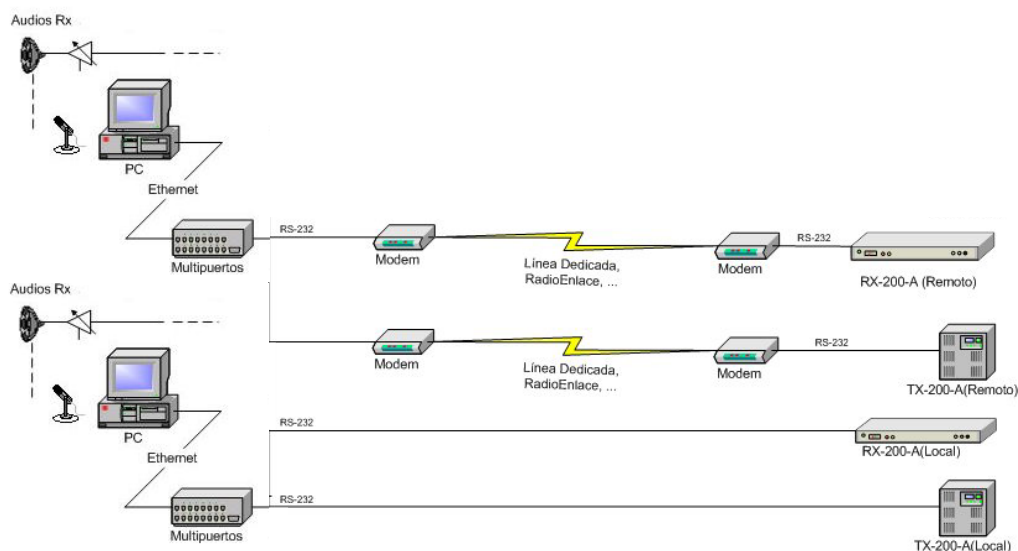 Audios Rx
PC
Ethernet
Multipuertos
RS-232
Modem
Línea Dedicada,
RadioEnlace, ...
Modem
RS-232
RX-200-A (Remoto)
Audios Rx
PC
Ethernet
Multipuertos
Modem
Línea Dedicada,
RadioEnlace, ...
Modem
RS-232
TX-200-A(Remoto)
RS-232
RX-200-A(Local)
RS-232
TX-200-A(Local)